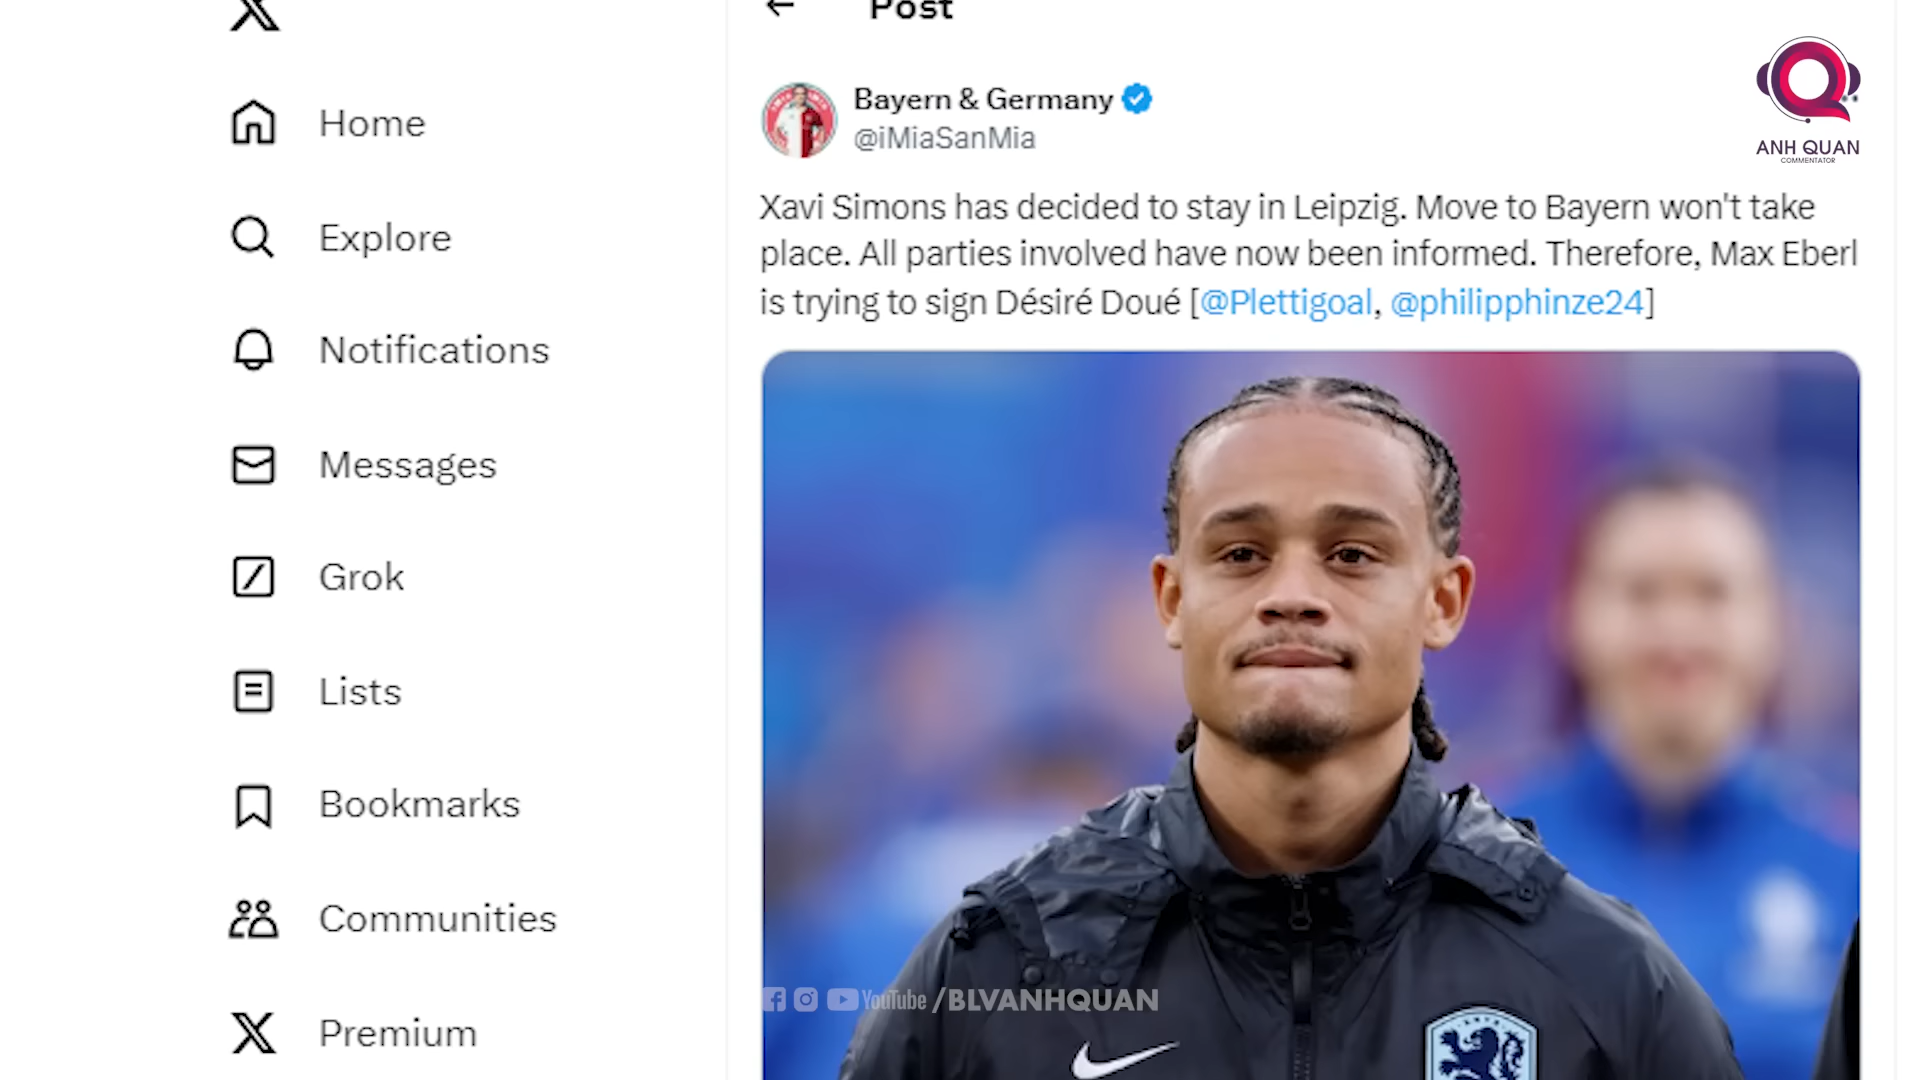 Post
Home
Explore
Notifications
Messages
Grok
Lists
Bookmarks
Communities
Premium
Bayern & Germany
@iMiaSanMia
Xavi Simons has decided to stay in Leipzig. Move to Bayern won't take
place. All parties involved have now been informed. Therefore, Max Eberl
is trying to sign Désiré Doué [@Plettigoal, @philipphinze24]
ANH QUAN
COMMENTATOR
YouTube /BLVANHQUAN